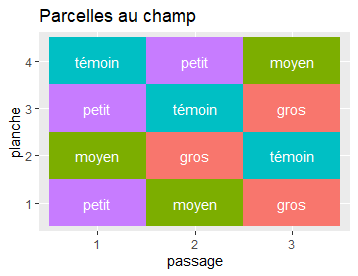 Parcelles au champ
planche
4 témoin petit moyen
3 petit témoin gros
2 moyen gros témoin
1 petit moyen gros
1 2 3
passage